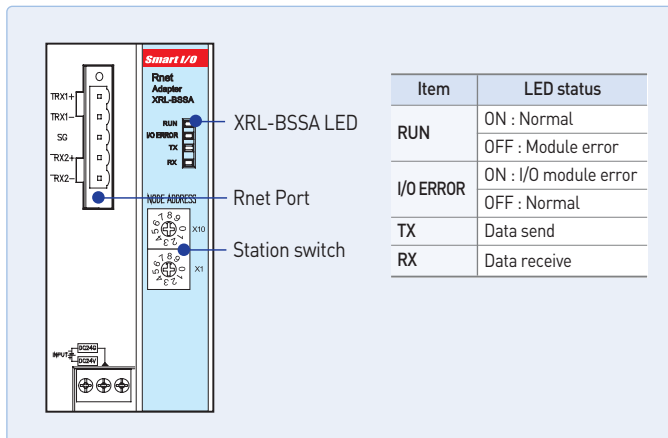 Smart I/O
Rnet
Adapter
XRL-BSSA
TRX1+
TRX1-
SG
TRX2+
TRX2-
RUN
I/O ERROR
TX
RX
XRL-BSSA LED
Rnet Port
NODE ADDRESS
X10
X1
Station switch
INPUT
DC24G
DC24V
Item LED status
RUN ON : Normal
OFF : Module error
I/O ERROR ON : I/O module error
OFF : Normal
TX Data send
RX Data receive